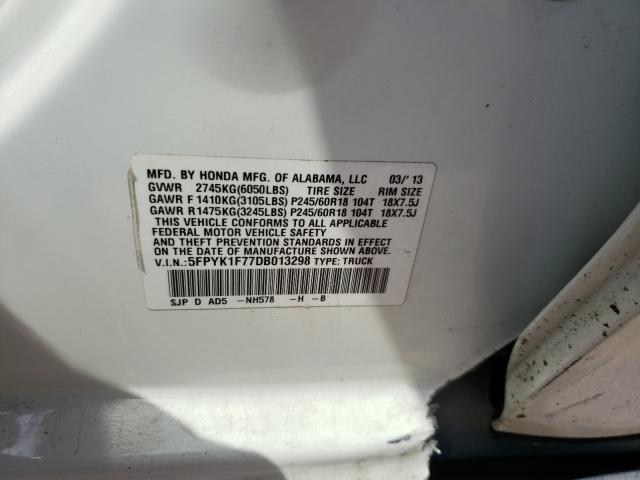 MFD. BY HONDA MFG. OF ALABAMA, LLC 03/'13
GVWR 2745KG(6050LBS) TIRE SIZE RIM SIZE
GAWR F 1410KG(3105LBS) P245/60R18 104T 18X7.5J
GAWR R1475KG(3245LBS) P245/60R18 104T 18X7.5J
THIS VEHICLE CONFORMS TO ALL APPLICABLE
FEDERAL MOTOR VEHICLE SAFETY
AND THEFT PREVENTION STANDARDS IN EFFECT
ON THE DATE OF MANUFACTURE SHOWN ABOVE.
V.I.N.:5FPYK1F77DB013298 TYPE: TRUCK
SJP D AD5 -NH578 -H -B